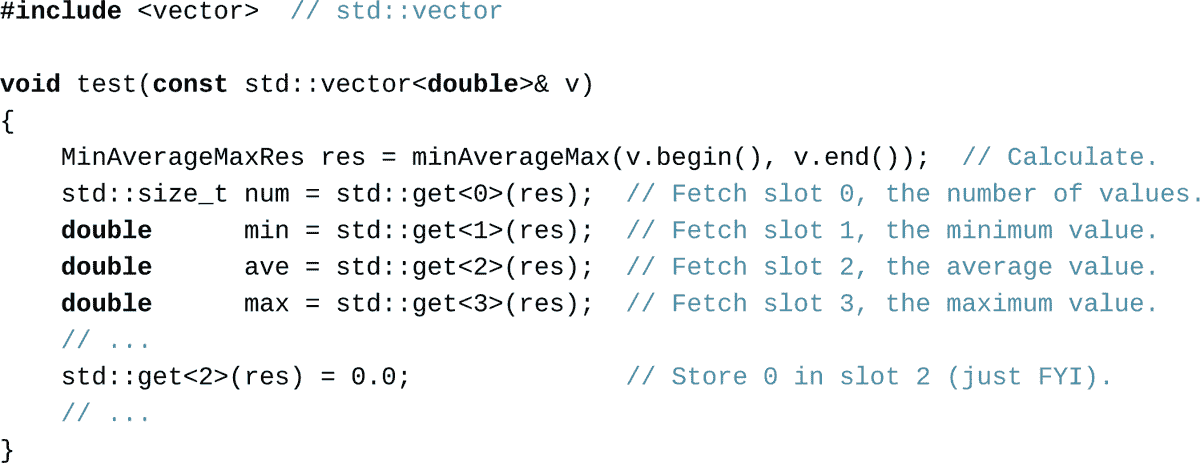 #include <vector>  // std::vector

void test(const std::vector<double>& v)
{
    MinAverageMaxRes res = minAverageMax(v.begin(), v.end());  // Calculate.
    std::size_t num = std::get<0>(res);  // Fetch slot 0, the number of values.
    double      min = std::get<1>(res);  // Fetch slot 1, the minimum value.
    double      ave = std::get<2>(res);  // Fetch slot 2, the average value.
    double      max = std::get<3>(res);  // Fetch slot 3, the maximum value.
    // ...
    std::get<2>(res) = 0.0;              // Store 0 in slot 2 (just FYI).
    // ...
}